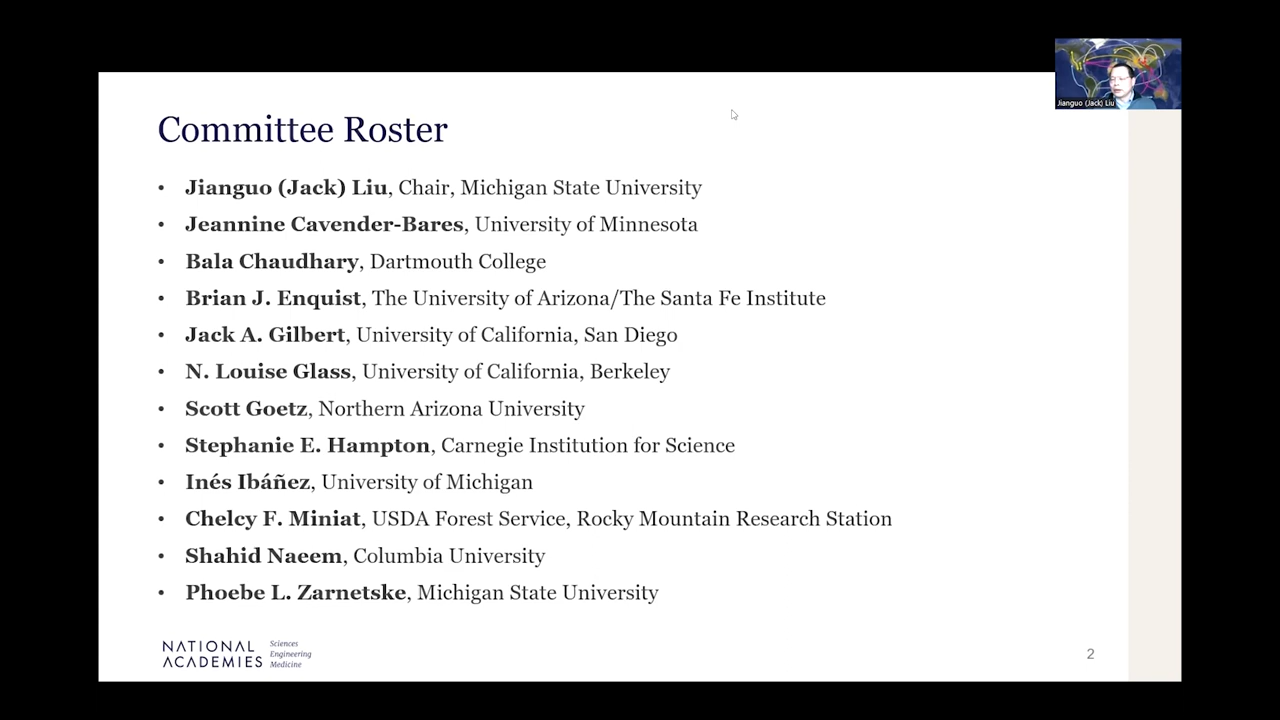 Jianguo (Jack) Liu
Committee Roster
• Jianguo (Jack) Liu, Chair, Michigan State University
• Jeannine Cavender-Bares, University of Minnesota
• Bala Chaudhary, Dartmouth College
• Brian J. Enquist, The University of Arizona/The Santa Fe Institute
• Jack A. Gilbert, University of California, San Diego
• N. Louise Glass, University of California, Berkeley
• Scott Goetz, Northern Arizona University
• Stephanie E. Hampton, Carnegie Institution for Science
• Inés Ibáñez, University of Michigan
• Chelcy F. Miniat, USDA Forest Service, Rocky Mountain Research Station
• Shahid Naeem, Columbia University
• Phoebe L. Zarnetske, Michigan State University
NATIONAL
ACADEMIES
Sciences
Engineering
Medicine
2